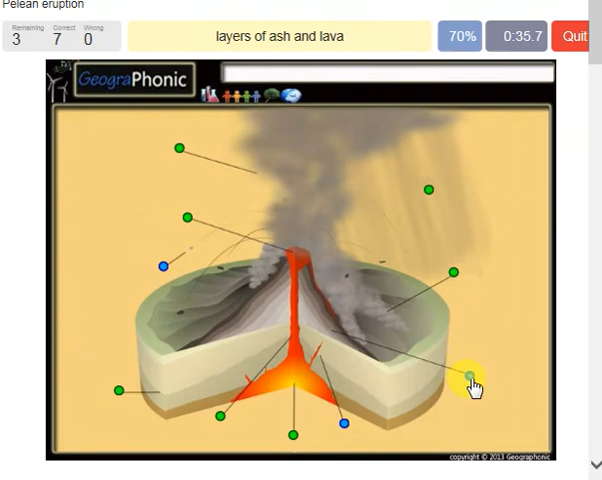 Pelean eruption
Remaining Correct Wrong
3 7 0
layers of ash and lava
70%
0:35.7
Quit
GeograPhonic
copyright © 2013 Geographonic